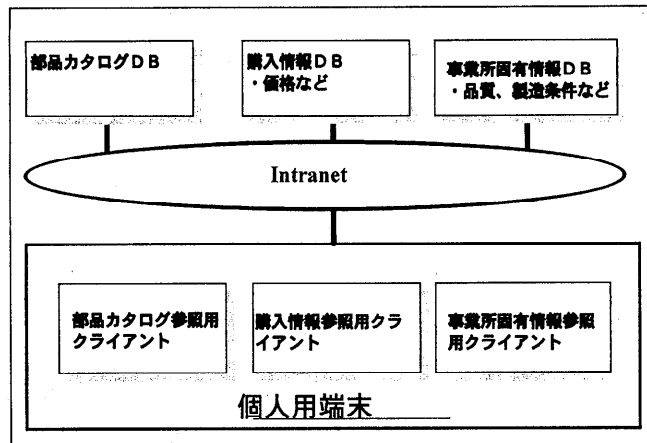 部品カタログＤＢ
購入情報ＤＢ
・価格など
事業所固有情報ＤＢ
・品質、製造条件など
Intranet
部品カタログ参照用
クライアント
購入情報参照用クラ
イアント
事業所固有情報参照
用クライアント
個人用端末